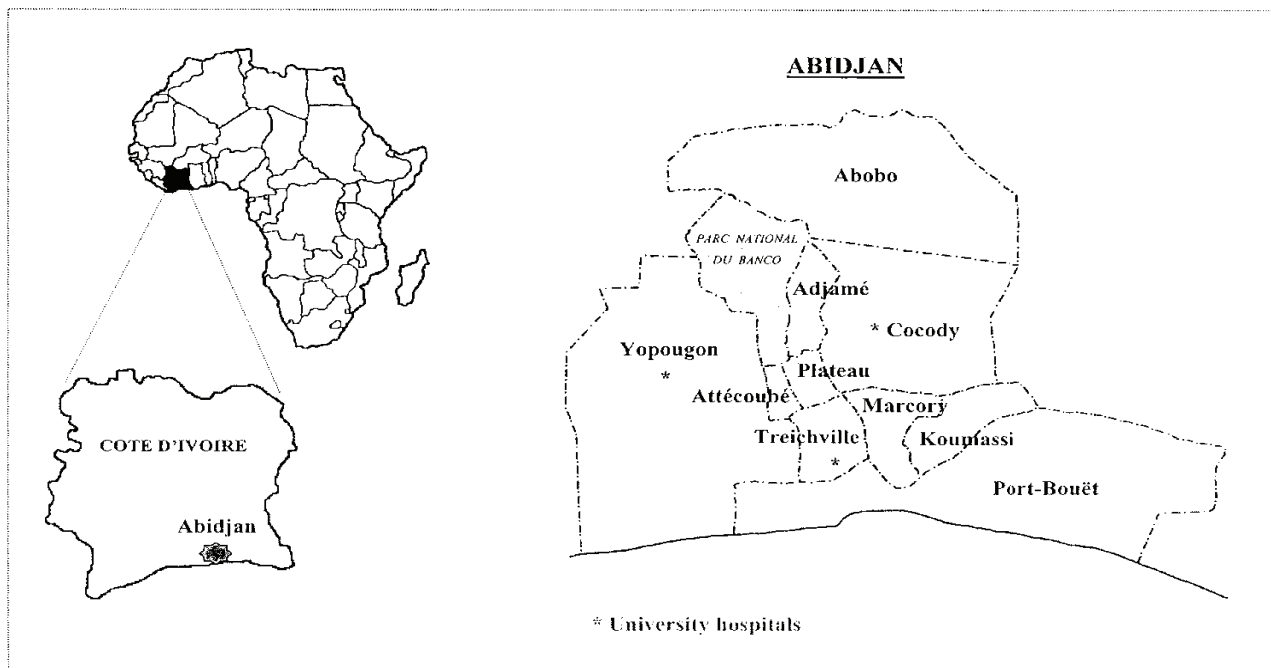 COTE D'IVOIRE
Abidjan
ABIDJAN
Abobo
PARC NATIONAL
DU BANCO
Adjamé
* Cocody
Yopougon
*
Plateau
Attécoubé
Marcory
Treichville
*
Koumassi
Port-Bouët
* University hospitals